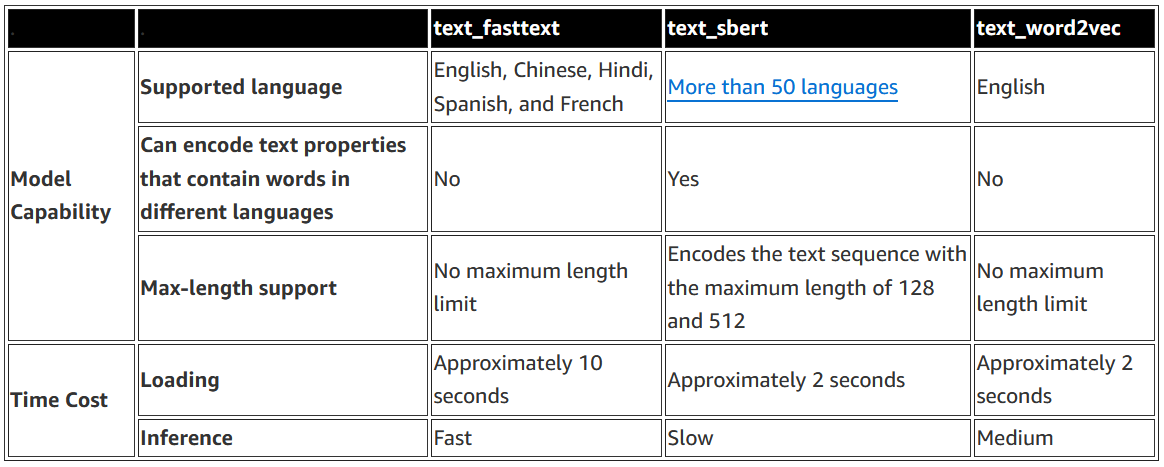 . . text_fasttext text_sbert text_word2vec
Model Capability
Supported language
English, Chinese, Hindi,
Spanish, and French
More than 50 languages
English
Can encode text properties
that contain words in
different languages
No
Yes
No
Max-length support
No maximum length
limit
Encodes the text sequence with
the maximum length of 128
and 512
No maximum
length limit
Time Cost
Loading
Approximately 10
seconds
Approximately 2 seconds
Approximately 2
seconds
Inference
Fast
Slow
Medium